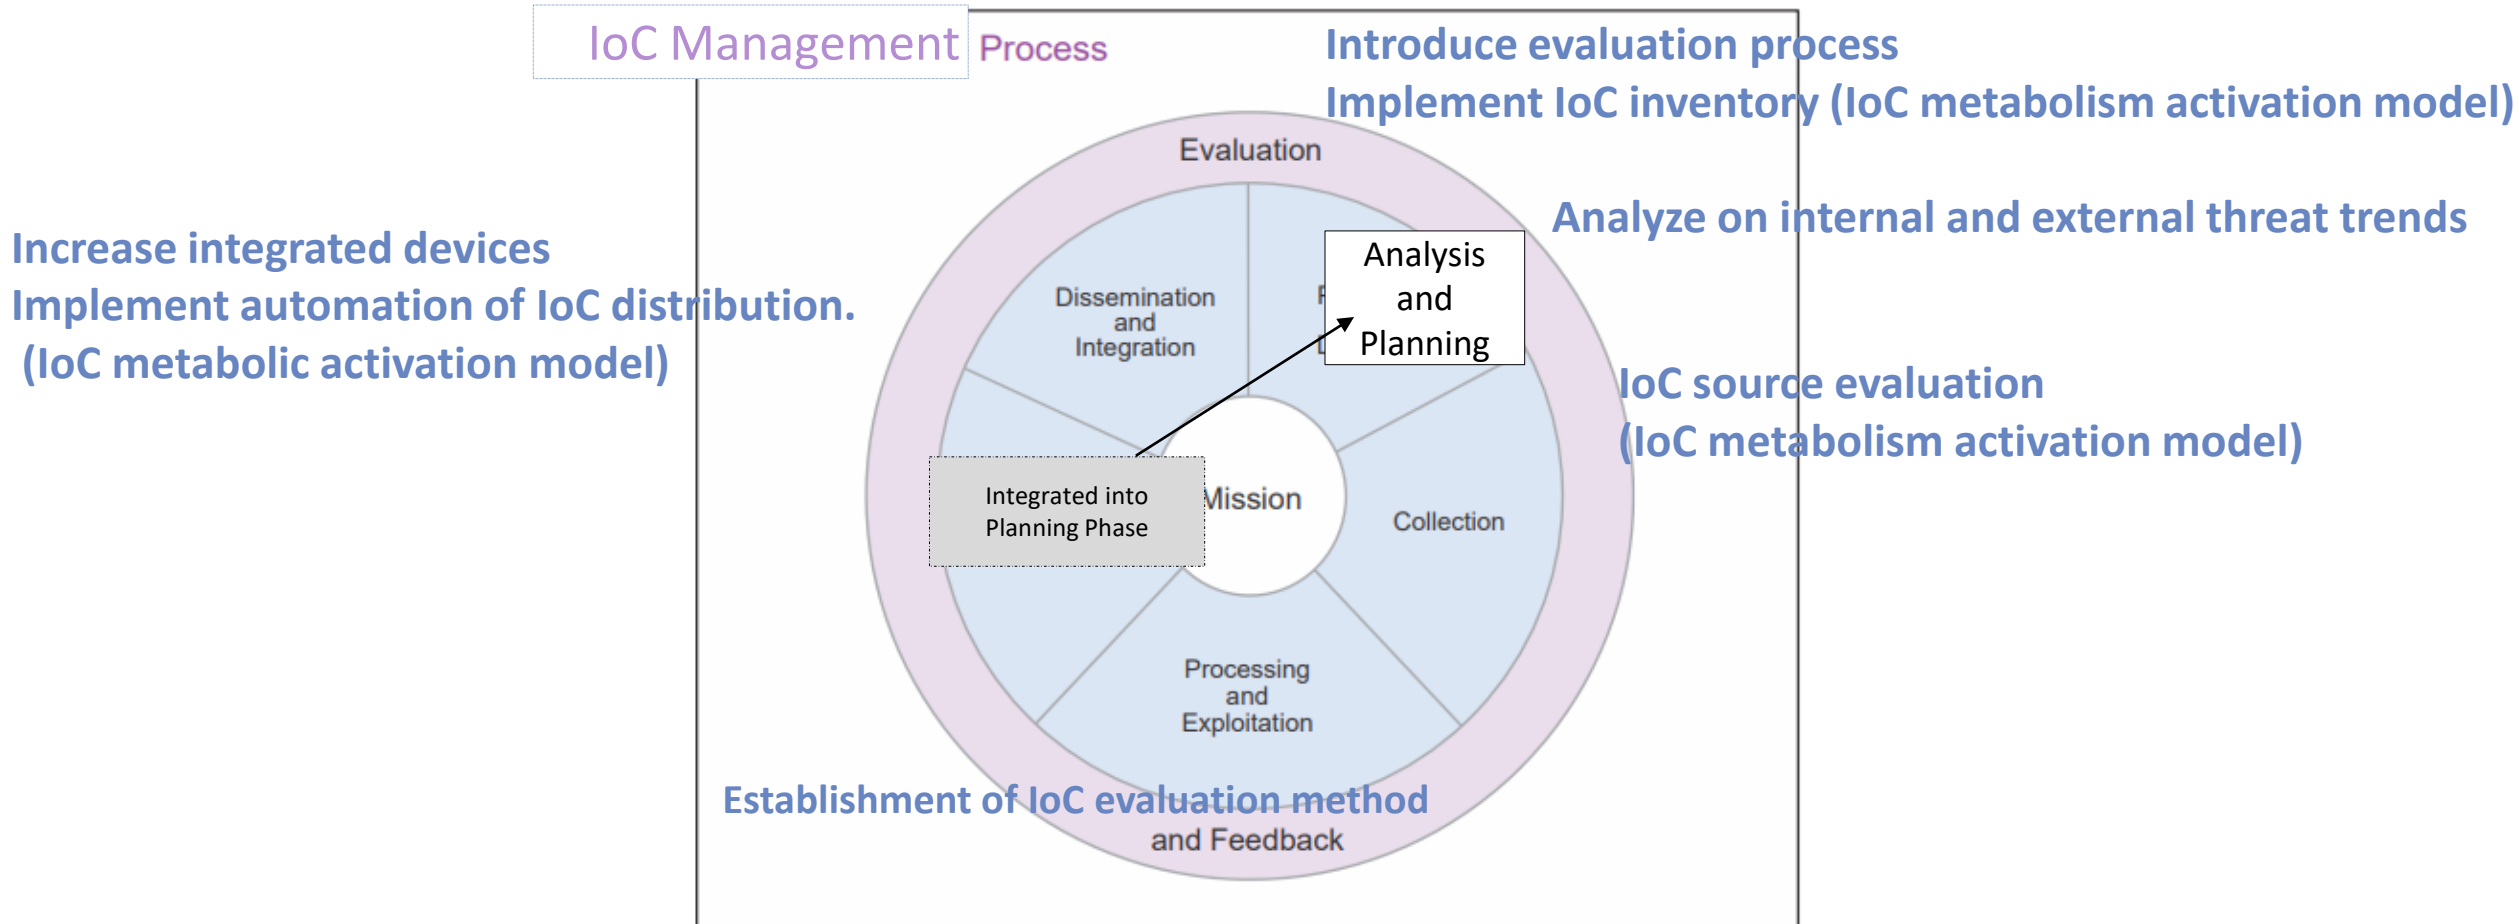 IoC Management Process
Introduce evaluation process
Implement IoC inventory (IoC metabolism activation model)
Evaluation
Analyze on internal and external threat trends
Increase integrated devices
Implement automation of IoC distribution.
(IoC metabolic activation model)
Dissemination
and
Integration
Analysis
and
Planning
IoC source evaluation
(IoC metabolism activation model)
Integrated into
Planning Phase
Mission
Collection
Processing
and
Exploitation
Establishment of IoC evaluation method
and Feedback